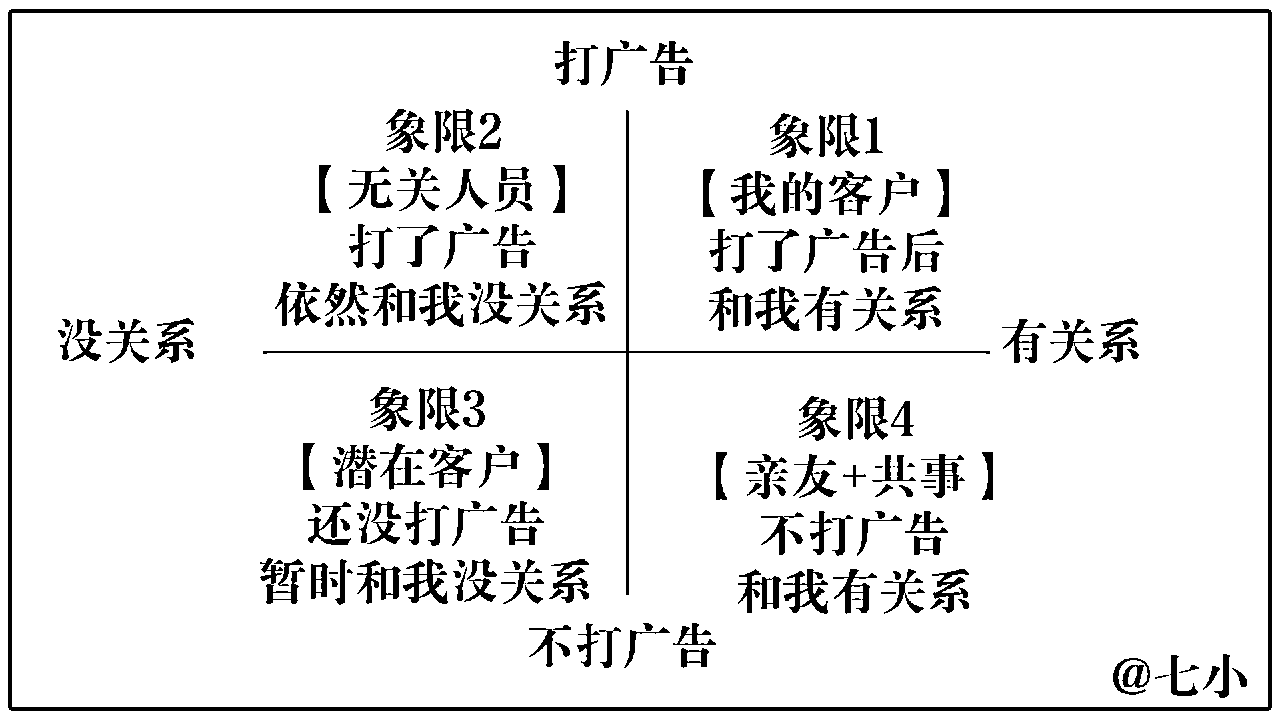 打广告
象限2
【无关人员】
打了广告
依然和我没关系
象限1
【我的客户】
打了广告后
和我有关系
没关系
有关系
象限3
【潜在客户】
还没打广告
暂时和我没关系
象限4
【亲友+共事】
不打广告
和我有关系
不打广告
@七小